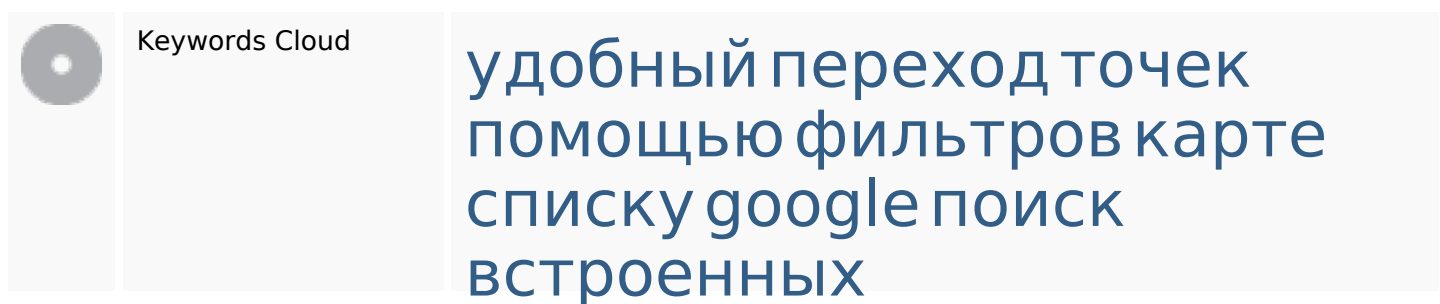 Keywords Cloud
удобный переход точек
помощью фильтров карте
списку google поиск
встроенных